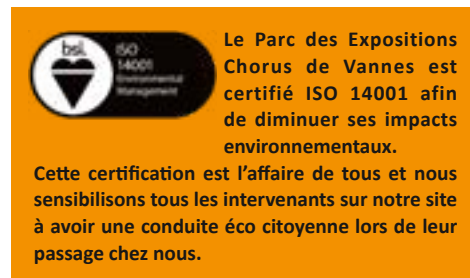 bsi.
ISO
14001
Environmental
Management
Le Parc des Expositions
Chorus de Vannes est
certifié ISO 14001 afin
de diminuer ses impacts
environnementaux.
Cette certification est l'affaire de tous et nous
sensibilisons tous les intervenants sur notre site
à avoir une conduite éco citoyenne lors de leur
passage chez nous.